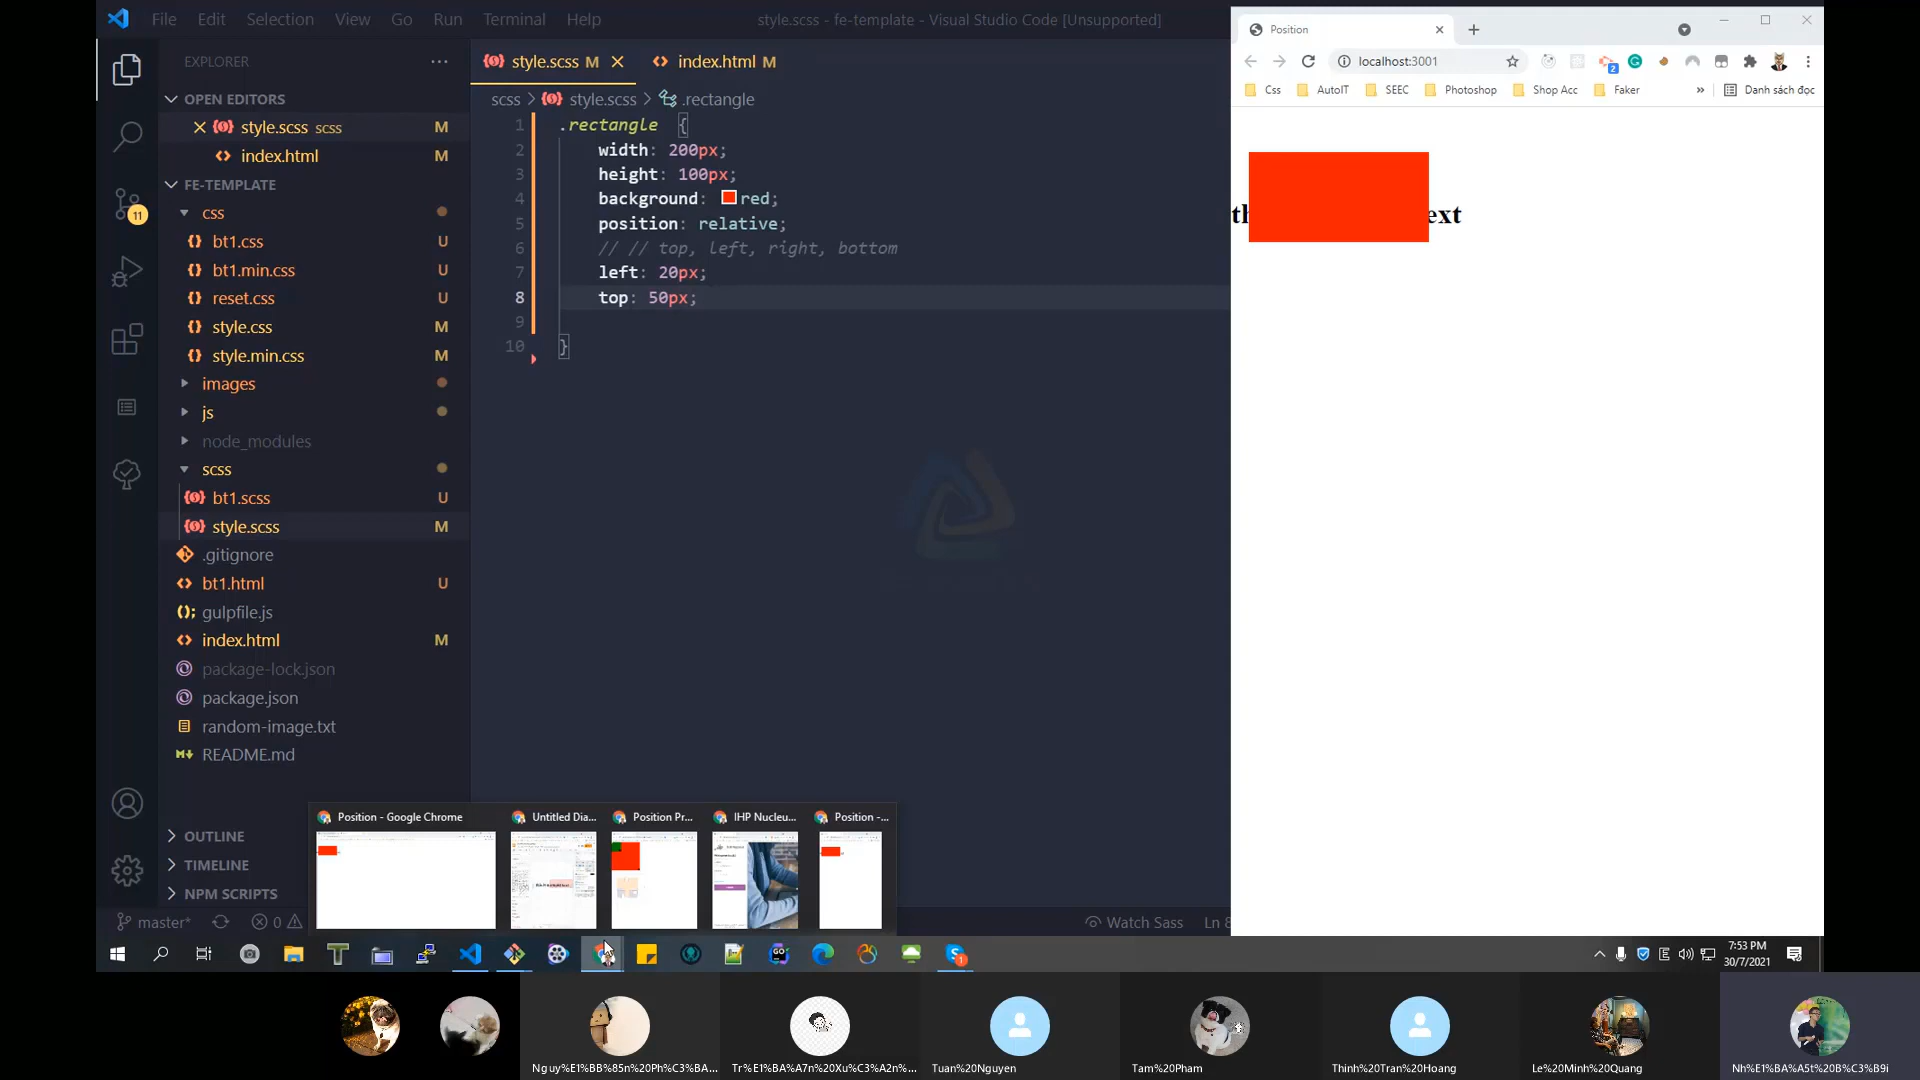 File Edit Selection View Go Run Terminal Help
style.scss - fe-template - Visual Studio Code [Unsupported]
EXPLORER
OPEN EDITORS
style.scss scss M
index.html M
FE-TEMPLATE
css
bt1.css U
bt1.min.css U
reset.css U
style.css M
style.min.css M
images
js
node_modules
scss
bt1.scss U
style.scss M
.gitignore
bt1.html U
gulpfile.js
index.html M
package-lock.json
package.json
random-image.txt
README.md
OUTLINE
TIMELINE
NPM SCRIPTS
11
master* 0
style.scss M
index.html M
scss > style.scss > .rectangle
1 .rectangle {
2 width: 200px;
3 height: 100px;
4 background: red;
5 position: relative;
6 // // top, left, right, bottom
7 left: 20px;
8 top: 50px;
9
10 }
Watch Sass Ln 8
Position
localhost:3001
2
Css AutoIT SEEC Photoshop Shop Acc Faker » Danh sách đọc
th ext
Position - Google Chrome
Untitled Dia...
Position Pr...
IHP Nucleu...
Position -...
7:53 PM
30/7/2021
Nguy%E1%BB%85n%20Ph%C3%BA...
Tr%E1%BA%A7n%20Xu%C3%A2n%...
Tuan%20Nguyen
Tam%20Pham
Thinh%20Tran%20Hoang
Le%20Minh%20Quang
Nh%E1%BA%A5t%20B%C3%B9i